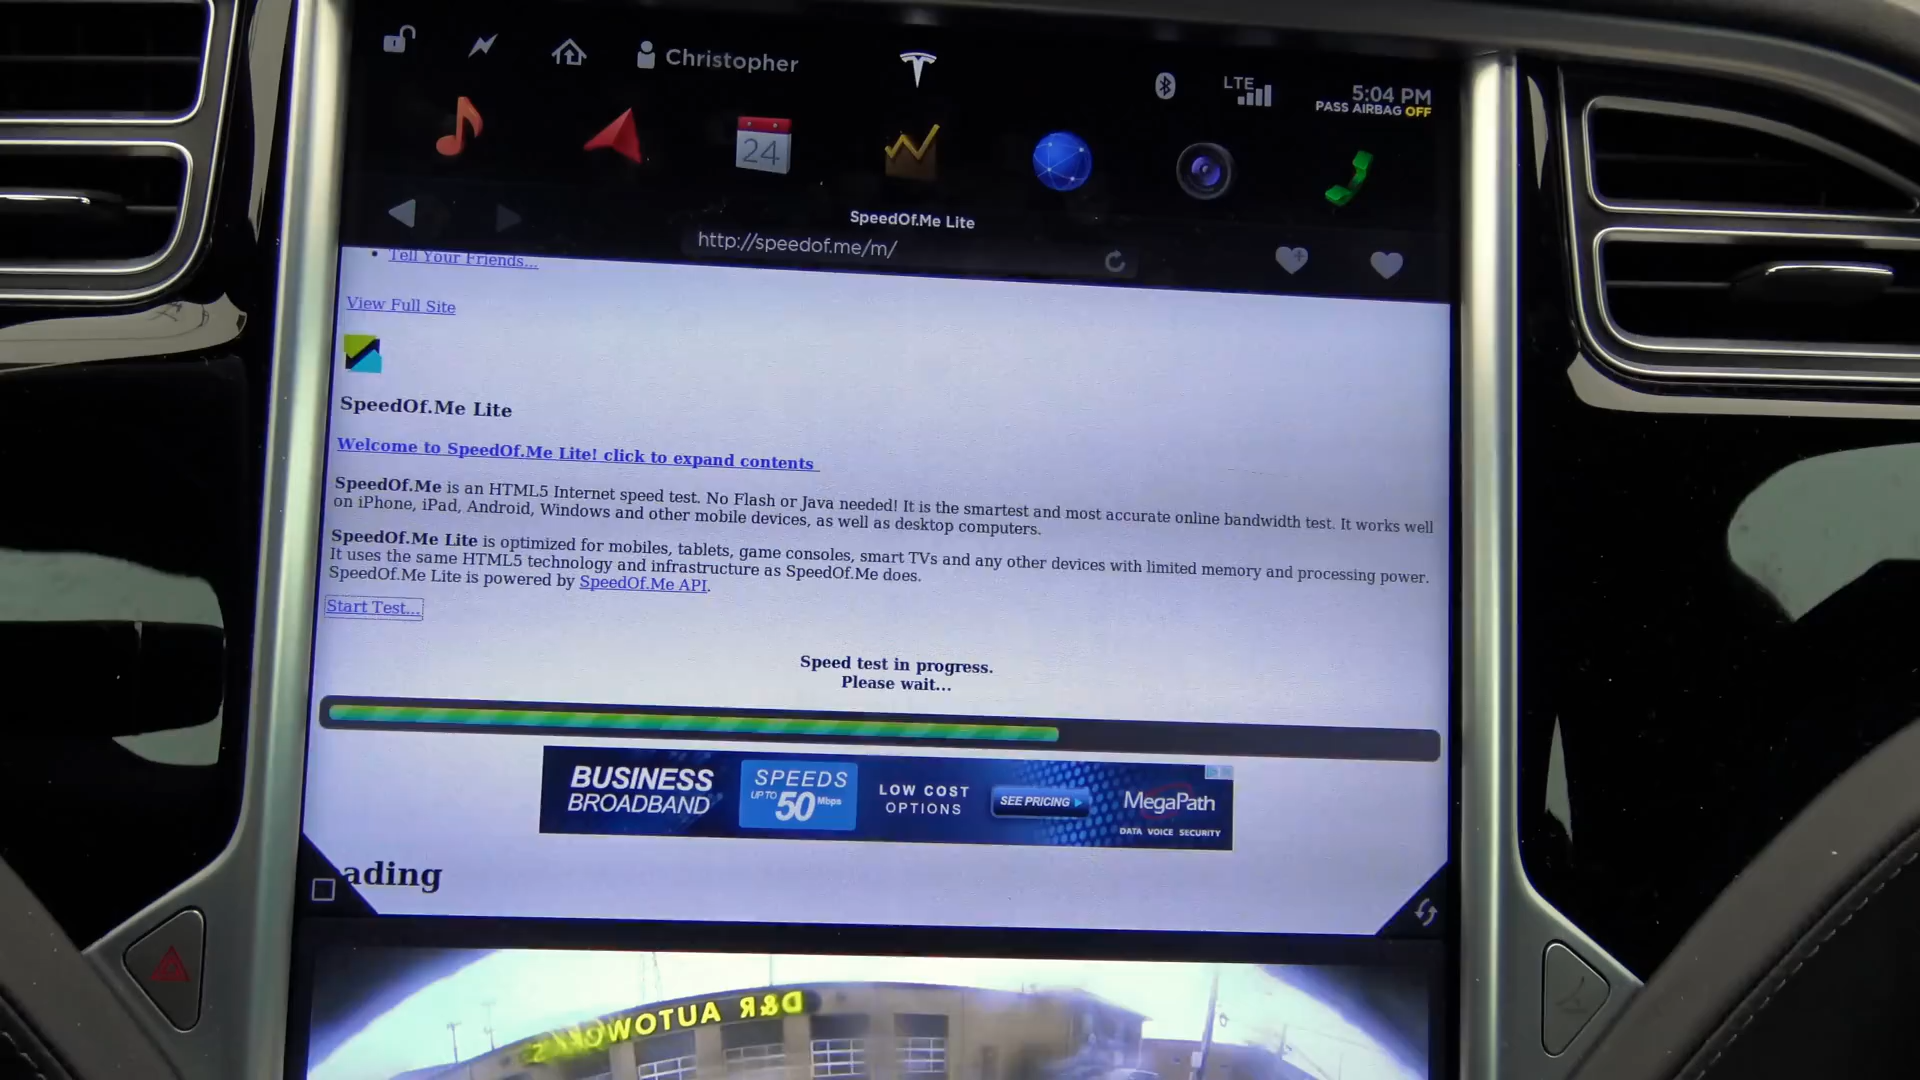 Christopher
LTE
5:04 PM
PASS AIRBAG OFF
24
SpeedOf.Me Lite
http://speedof.me/m/
Tell Your Friends...
View Full Site
SpeedOf.Me Lite
Welcome to SpeedOf.Me Lite! click to expand contents
SpeedOf.Me is an HTML5 Internet speed test. No Flash or Java needed! It is the smartest and most accurate online bandwidth test. It works well
on iPhone, iPad, Android, Windows and other mobile devices, as well as desktop computers.
SpeedOf.Me Lite is optimized for mobiles, tablets, game consoles, smart TVs and any other devices with limited memory and processing power.
It uses the same HTML5 technology and infrastructure as SpeedOf.Me does.
SpeedOf.Me Lite is powered by SpeedOf.Me API.
Start Test...
Speed test in progress.
Please wait...
BUSINESS
BROADBAND
SPEEDS
UP TO 50 Mbps
LOW COST
OPTIONS
SEE PRICING
MegaPath
DATA VOICE SECURITY
ading
D&R AUTOWORKS